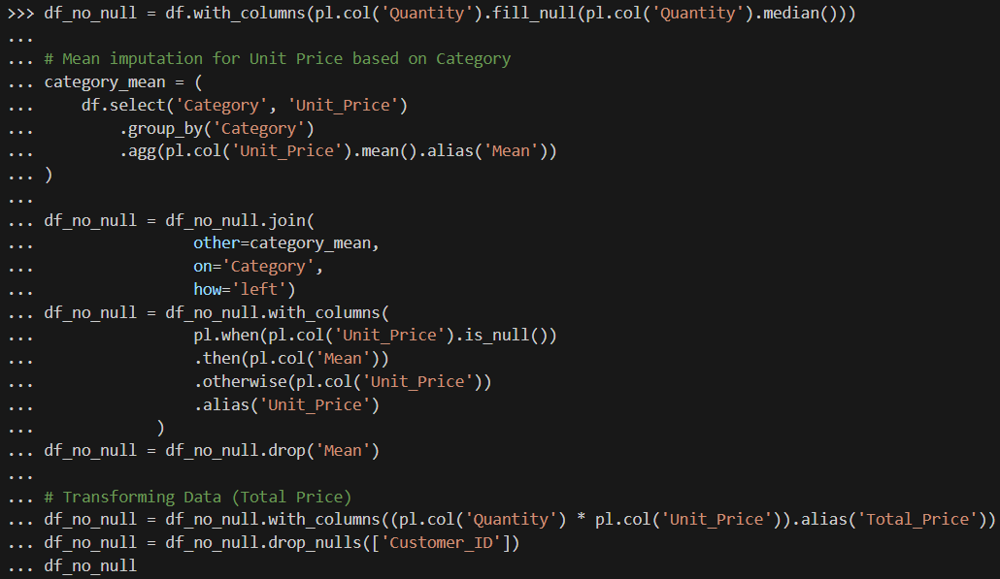 >>> df_no_null = df.with_columns(pl.col('Quantity').fill_null(pl.col('Quantity').median()))
...
... # Mean imputation for Unit Price based on Category
... category_mean = (
...     df.select('Category', 'Unit_Price')
...         .group_by('Category')
...         .agg(pl.col('Unit_Price').mean().alias('Mean'))
... )
...
... df_no_null = df_no_null.join(
...                 other=category_mean,
...                 on='Category',
...                 how='left')
... df_no_null = df_no_null.with_columns(
...                 pl.when(pl.col('Unit_Price').is_null())
...                 .then(pl.col('Mean'))
...                 .otherwise(pl.col('Unit_Price'))
...                 .alias('Unit_Price')
...             )
... df_no_null = df_no_null.drop('Mean')
...
... # Transforming Data (Total Price)
... df_no_null = df_no_null.with_columns((pl.col('Quantity') * pl.col('Unit_Price')).alias('Total_Price'))
... df_no_null = df_no_null.drop_nulls(['Customer_ID'])
... df_no_null